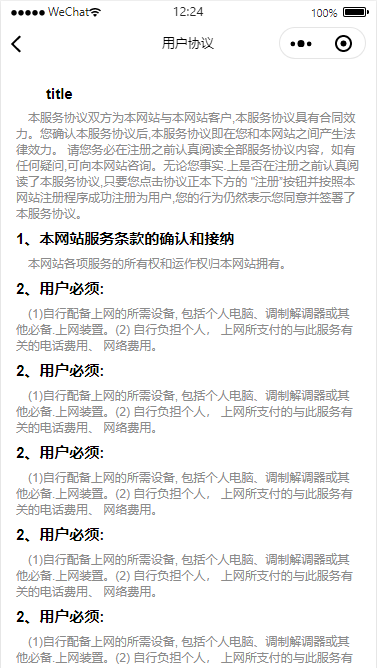 WeChat
12:24
100%
用户协议
title
本服务协议双方为本网站与本网站客户,本服务协议具有合同效
力。您确认本服务协议后,本服务协议即在您和本网站之间产生法
律效力。 请您务必在注册之前认真阅读全部服务协议内容，如有
任何疑问,可向本网站咨询。无论您事实.上是否在注册之前认真阅
读了本服务协议,只要您点击协议正本下方的 “注册”按钮并按照本
网站注册程序成功注册为用户,您的行为仍然表示您同意并签署了
本服务协议。
1、本网站服务条款的确认和接纳
本网站各项服务的所有权和运作权归本网站拥有。
2、用户必须:
(1)自行配备上网的所需设备, 包括个人电脑、调制解调器或其
他必备.上网装置。(2) 自行负担个人， 上网所支付的与此服务有
关的电话费用、 网络费用。
2、用户必须:
(1)自行配备上网的所需设备, 包括个人电脑、调制解调器或其
他必备.上网装置。(2) 自行负担个人， 上网所支付的与此服务有
关的电话费用、 网络费用。
2、用户必须:
(1)自行配备上网的所需设备, 包括个人电脑、调制解调器或其
他必备.上网装置。(2) 自行负担个人， 上网所支付的与此服务有
关的电话费用、 网络费用。
2、用户必须:
(1)自行配备上网的所需设备, 包括个人电脑、调制解调器或其
他必备.上网装置。(2) 自行负担个人， 上网所支付的与此服务有
关的电话费用、 网络费用。
2、用户必须:
(1)自行配备上网的所需设备, 包括个人电脑、调制解调器或其
他必备.上网装置。(2) 自行负担个人， 上网所支付的与此服务有